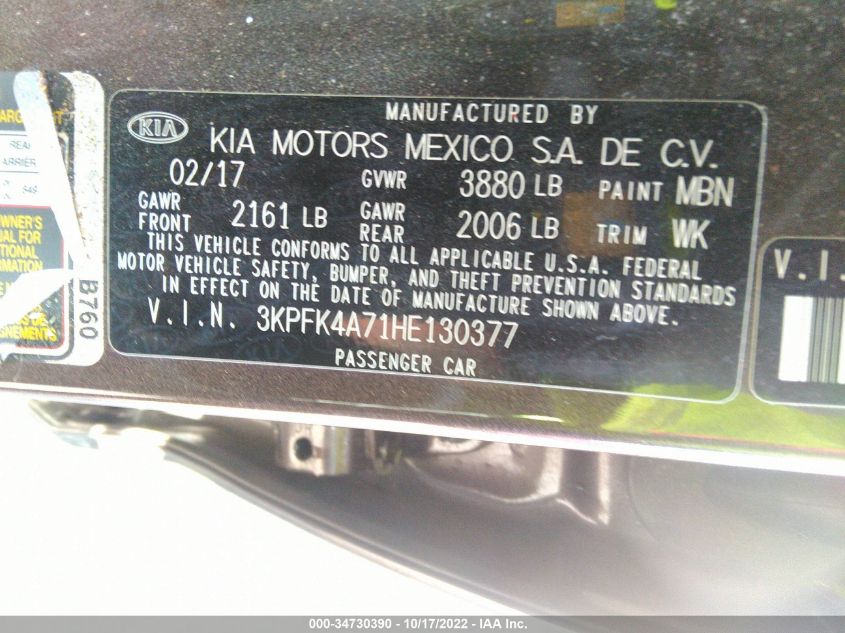 MANUFACTURED BY
KIA
KIA MOTORS MEXICO S.A. DE C.V.
02/17 GVWR 3880 LB PAINT MBN
GAWR FRONT 2161 LB GAWR REAR 2006 LB TRIM WK
THIS VEHICLE CONFORMS TO ALL APPLICABLE U.S.A. FEDERAL
MOTOR VEHICLE SAFETY, BUMPER, AND THEFT PREVENTION STANDARDS
IN EFFECT ON THE DATE OF MANUFACTURE SHOWN ABOVE.
V.I.N. 3KPFK4A71HE130377
PASSENGER CAR
B760
V.I.
000-34730390 - 10/17/2022 - IAA Inc.